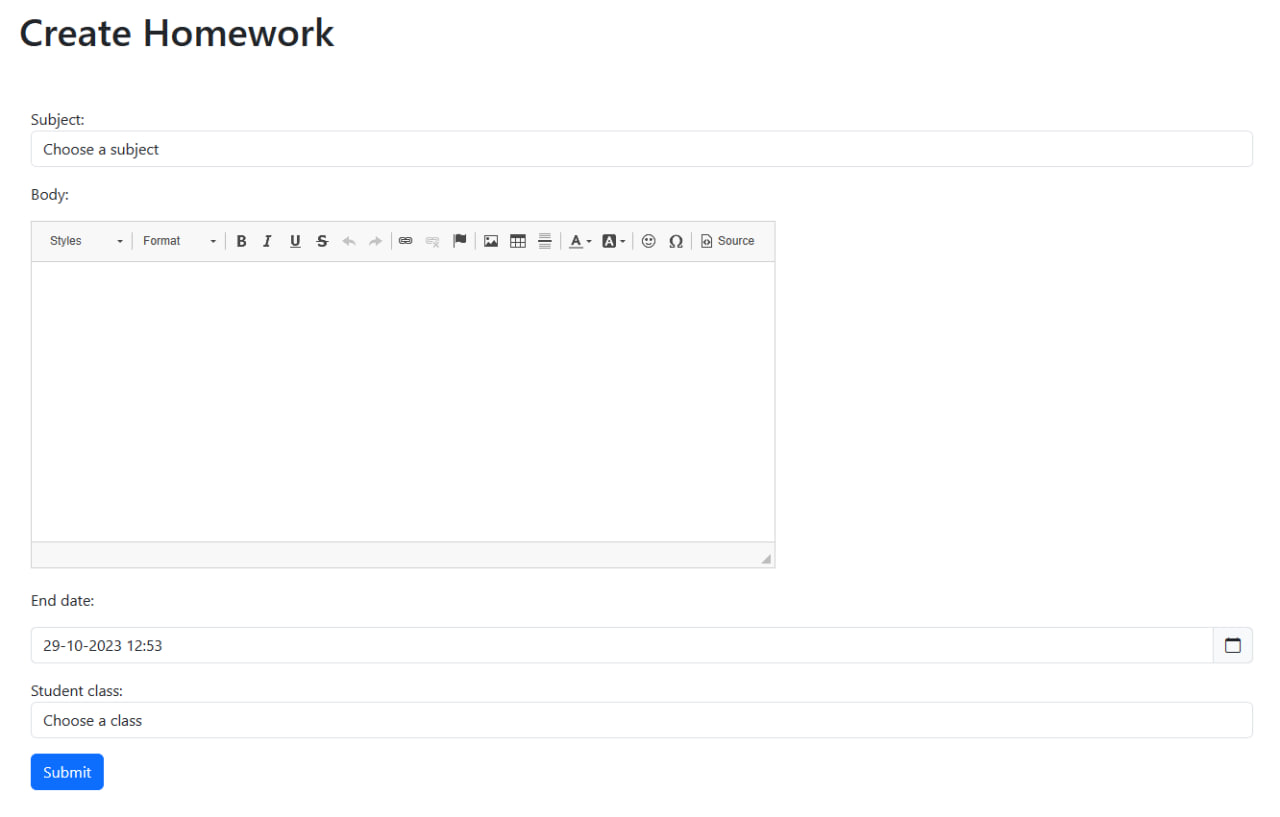 Create Homework
Subject:
Choose a subject
Body:
Styles Format B I U S A A Ω Source
End date:
29-10-2023 12:53
Student class:
Choose a class
Submit